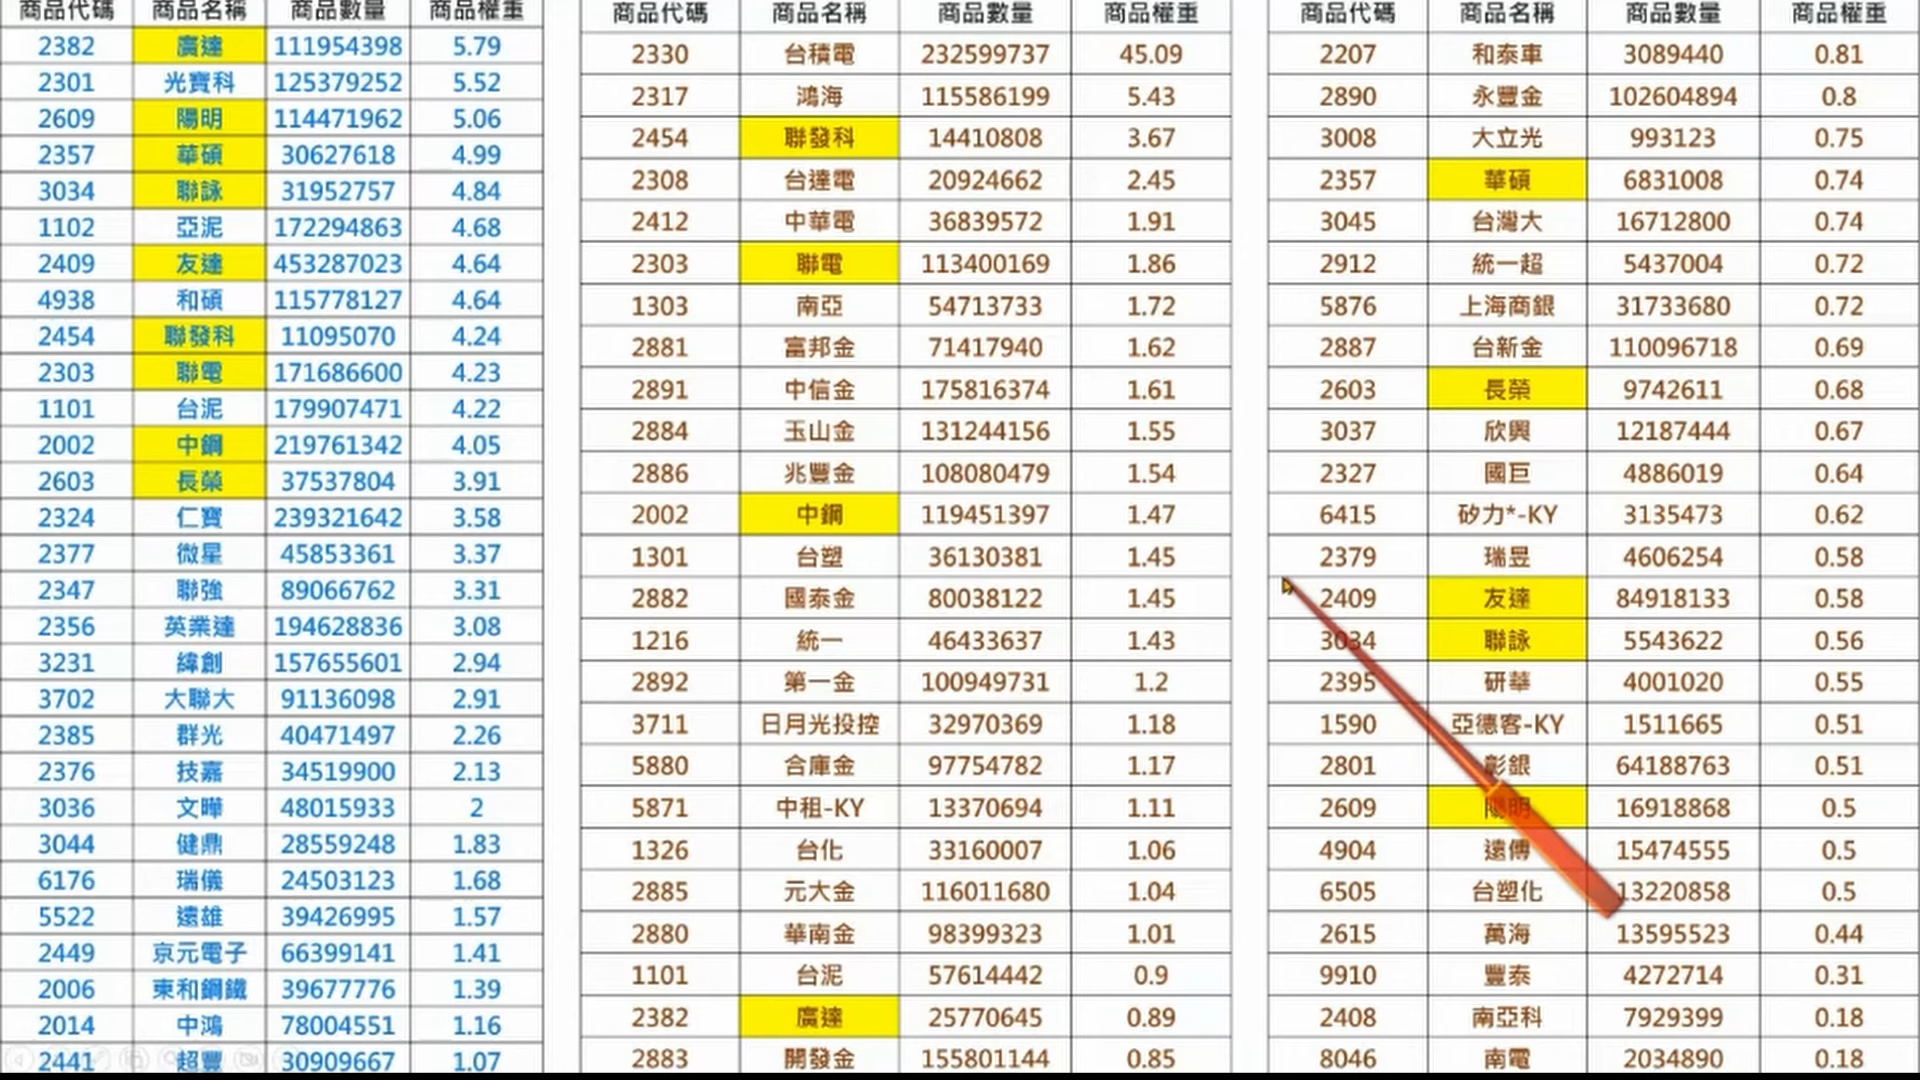 商品代碼 商品名稱 商品數量 商品權重
2382 廣達 111954398 5.79
2301 光寶科 125379252 5.52
2609 陽明 114471962 5.06
2357 華碩 30627618 4.99
3034 聯詠 31952757 4.84
1102 亞泥 172294863 4.68
2409 友達 453287023 4.64
4938 和碩 115778127 4.64
2454 聯發科 11095070 4.24
2303 聯電 171686600 4.23
1101 台泥 179907471 4.22
2002 中鋼 219761342 4.05
2603 長榮 37537804 3.91
2324 仁寶 239321642 3.58
2377 微星 45853361 3.37
2347 聯強 89066762 3.31
2356 英業達 194628836 3.08
3231 緯創 157655601 2.94
3702 大聯大 91136098 2.91
2385 群光 40471497 2.26
2376 技嘉 34519900 2.13
3036 文曄 48015933 2
3044 健鼎 28559248 1.83
6176 瑞儀 24503123 1.68
5522 遠雄 39426995 1.57
2449 京元電子 66399141 1.41
2006 東和鋼鐵 39677776 1.39
2014 中鴻 78004551 1.16
2441 超豐 30909667 1.07
商品代碼 商品名稱 商品數量 商品權重
2330 台積電 232599737 45.09
2317 鴻海 115586199 5.43
2454 聯發科 14410808 3.67
2308 台達電 20924662 2.45
2412 中華電 36839572 1.91
2303 聯電 113400169 1.86
1303 南亞 54713733 1.72
2881 富邦金 71417940 1.62
2891 中信金 175816374 1.61
2884 玉山金 131244156 1.55
2886 兆豐金 108080479 1.54
2002 中鋼 119451397 1.47
1301 台塑 36130381 1.45
2882 國泰金 80038122 1.45
1216 統一 46433637 1.43
2892 第一金 100949731 1.2
3711 日月光投控 32970369 1.18
5880 合庫金 97754782 1.17
5871 中租-KY 13370694 1.11
1326 台化 33160007 1.06
2885 元大金 116011680 1.04
2880 華南金 98399323 1.01
1101 台泥 57614442 0.9
2382 廣達 25770645 0.89
2883 開發金 155801144 0.85
商品代碼 商品名稱 商品數量 商品權重
2207 和泰車 3089440 0.81
2890 永豐金 102604894 0.8
3008 大立光 993123 0.75
2357 華碩 6831008 0.74
3045 台灣大 16712800 0.74
2912 統一超 5437004 0.72
5876 上海商銀 31733680 0.72
2887 台新金 110096718 0.69
2603 長榮 9742611 0.68
3037 欣興 12187444 0.67
2327 國巨 4886019 0.64
6415 矽力*-KY 3135473 0.62
2379 瑞昱 4606254 0.58
2409 友達 84918133 0.58
3034 聯詠 5543622 0.56
2395 研華 4001020 0.55
1590 亞德客-KY 1511665 0.51
2801 彰銀 64188763 0.51
2609 陽明 16918868 0.5
4904 遠傳 15474555 0.5
6505 台塑化 13220858 0.5
2615 萬海 13595523 0.44
9910 豐泰 4272714 0.31
2408 南亞科 7929399 0.18
8046 南電 2034890 0.18